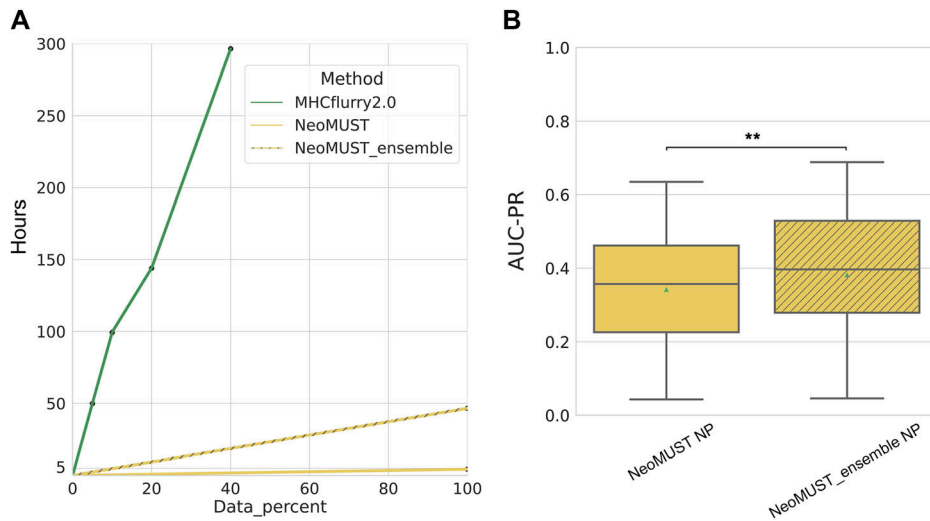 A
300
250
200
150
100
50
5
Hours
0
20
40
60
80
100
Data_percent
Method
MHCflurry2.0
NeoMUST
NeoMUST_ensemble
B
1.0
0.8
0.6
0.4
0.2
0.0
AUC-PR
**
NeoMUST NP
NeoMUST_ensemble NP